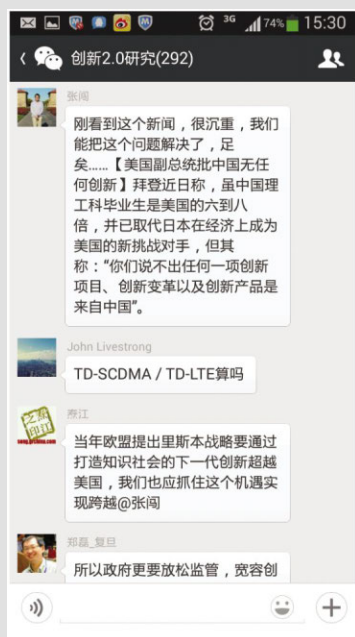 3G 74% 15:30
创新2.0研究(292)
张闯
刚看到这个新闻，很沉重，我们
能把这个问题解决了，足
矣……【美国副总统批中国无任
何创新】拜登近日称，虽中国理
工科毕业生是美国的六到八
倍，并已取代日本在经济上成为
美国的新挑战对手，但其
称：“你们说不出任何一项创新
项目、创新变革以及创新产品是
来自中国”。
John Livestrong
TD-SCDMA / TD-LTE算吗
当年欧盟提出里斯本战略要通过
打造知识社会的下一代创新超越
美国，我们也应抓住这个机遇实
现跨越@张闯
郑磊_复旦
所以政府更要放松监管，宽容创